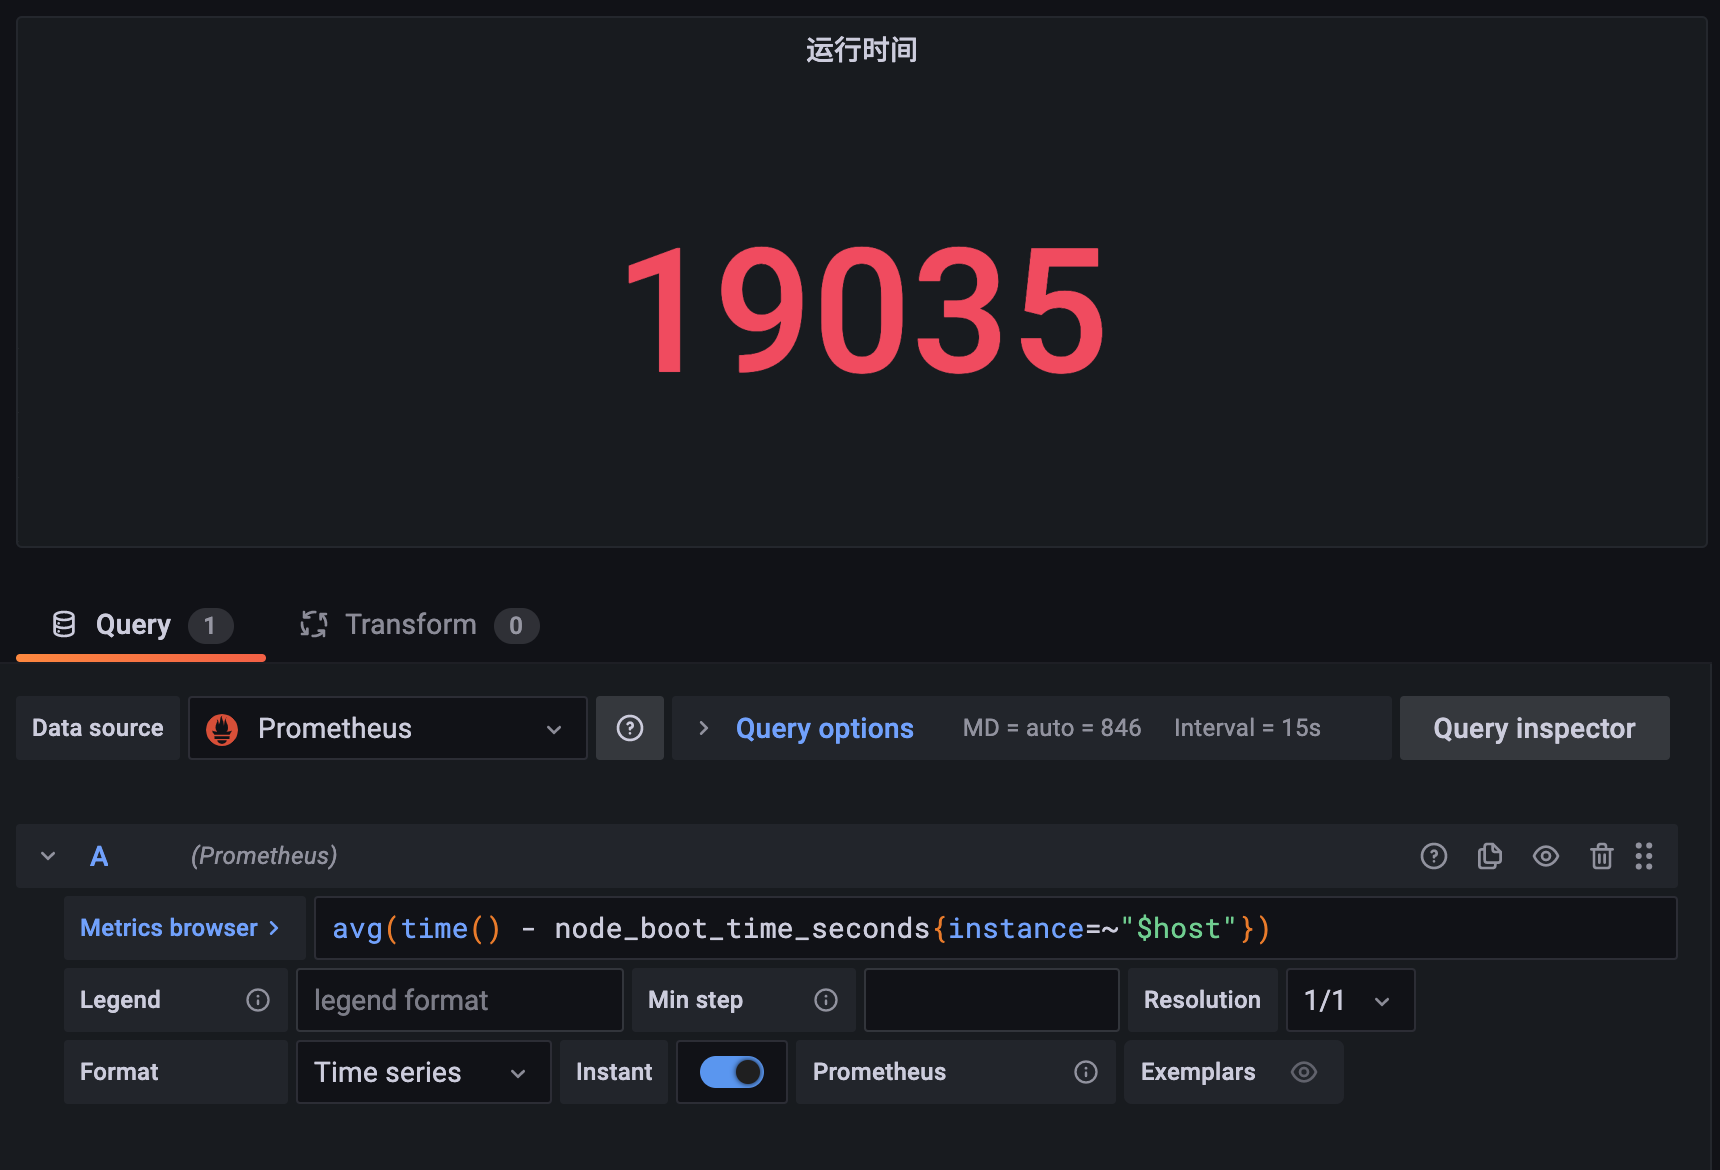 运行时间
19035
Query 1 Transform 0
Data source Prometheus Query options MD = auto = 846 Interval = 15s Query inspector
A (Prometheus)
Metrics browser > avg(time() - node_boot_time_seconds{instance=~"$host"})
Legend legend format Min step Resolution 1/1
Format Time series Instant Prometheus Exemplars